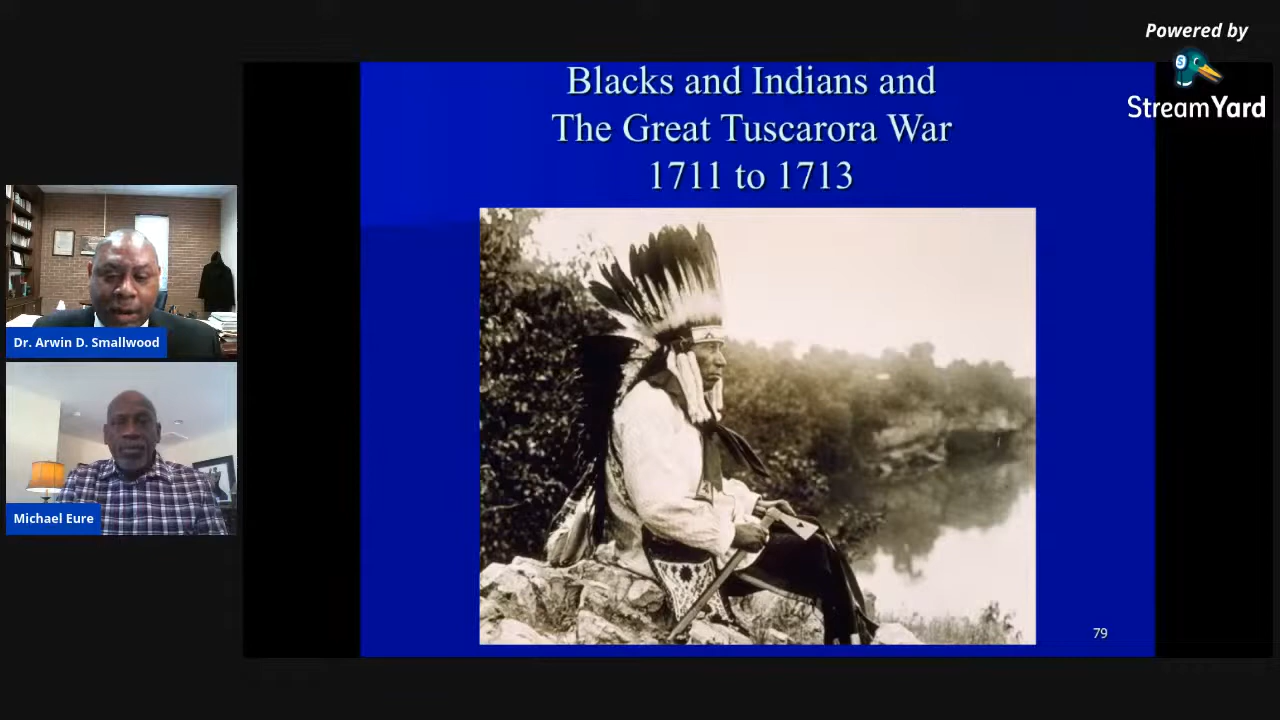 Powered by
StreamYard
Blacks and Indians and
The Great Tuscarora War
1711 to 1713
Dr. Arwin D. Smallwood
Michael Eure
79